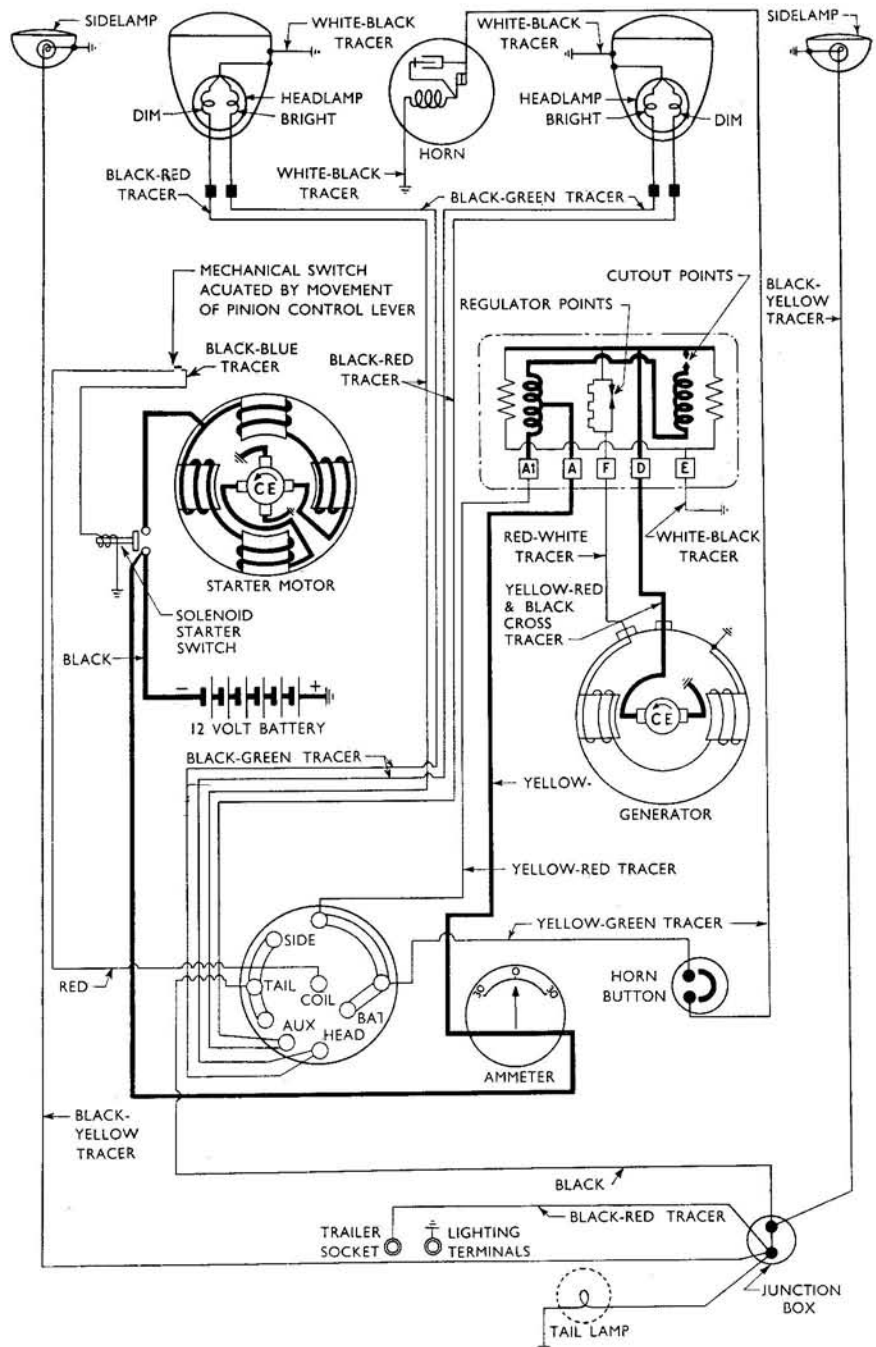 SIDELAMP
WHITE-BLACK
TRACER
WHITE-BLACK
TRACER
SIDELAMP
HEADLAMP
BRIGHT
DIM
HORN
HEADLAMP
BRIGHT
DIM
BLACK-RED
TRACER
WHITE-BLACK
TRACER
BLACK-GREEN TRACER
MECHANICAL SWITCH
ACUATED BY MOVEMENT
OF PINION CONTROL LEVER
CUTOUT POINTS
REGULATOR POINTS
BLACK-
YELLOW
TRACER
BLACK-BLUE
TRACER
BLACK-RED
TRACER
A1
A
F
D
E
CE
STARTER MOTOR
RED-WHITE
TRACER
WHITE-BLACK
TRACER
YELLOW-RED
& BLACK
CROSS
TRACER
SOLENOID
STARTER
SWITCH
BLACK
- +
12 VOLT BATTERY
CE
GENERATOR
BLACK-GREEN TRACER
YELLOW-
YELLOW-RED TRACER
YELLOW-GREEN TRACER
SIDE
TAIL
COIL
BAT
AUX
HEAD
RED
30 0 30
AMMETER
HORN
BUTTON
BLACK-
YELLOW
TRACER
BLACK
BLACK-RED TRACER
TRAILER
SOCKET
LIGHTING
TERMINALS
JUNCTION
BOX
TAIL LAMP